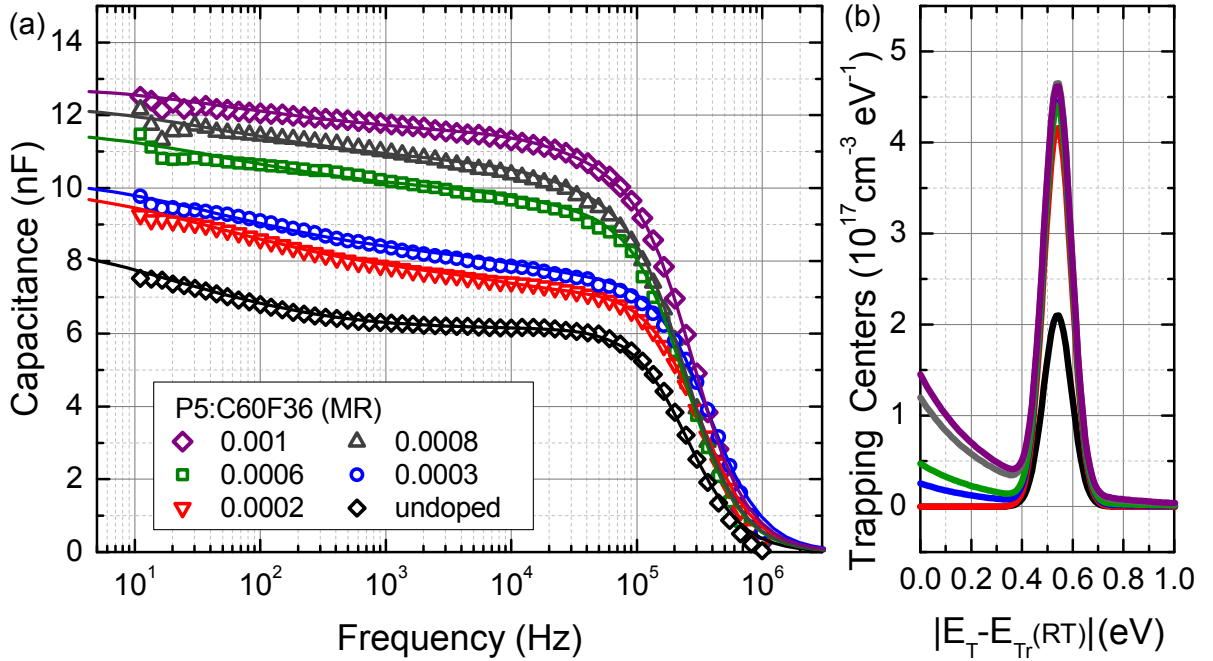 (a)
14
12
10
8
6
4
2
0
Capacitance (nF)
10¹ 10² 10³ 10⁴ 10⁵ 10⁶
Frequency (Hz)
P5:C60F36 (MR)
0.001 0.0008
0.0006 0.0003
0.0002 undoped
(b)
5
4
3
2
1
0
Trapping Centers (10¹⁷cm⁻³ eV⁻¹)
0.0 0.2 0.4 0.6 0.8 1.0
|E_T-E_Tr(RT)|(eV)